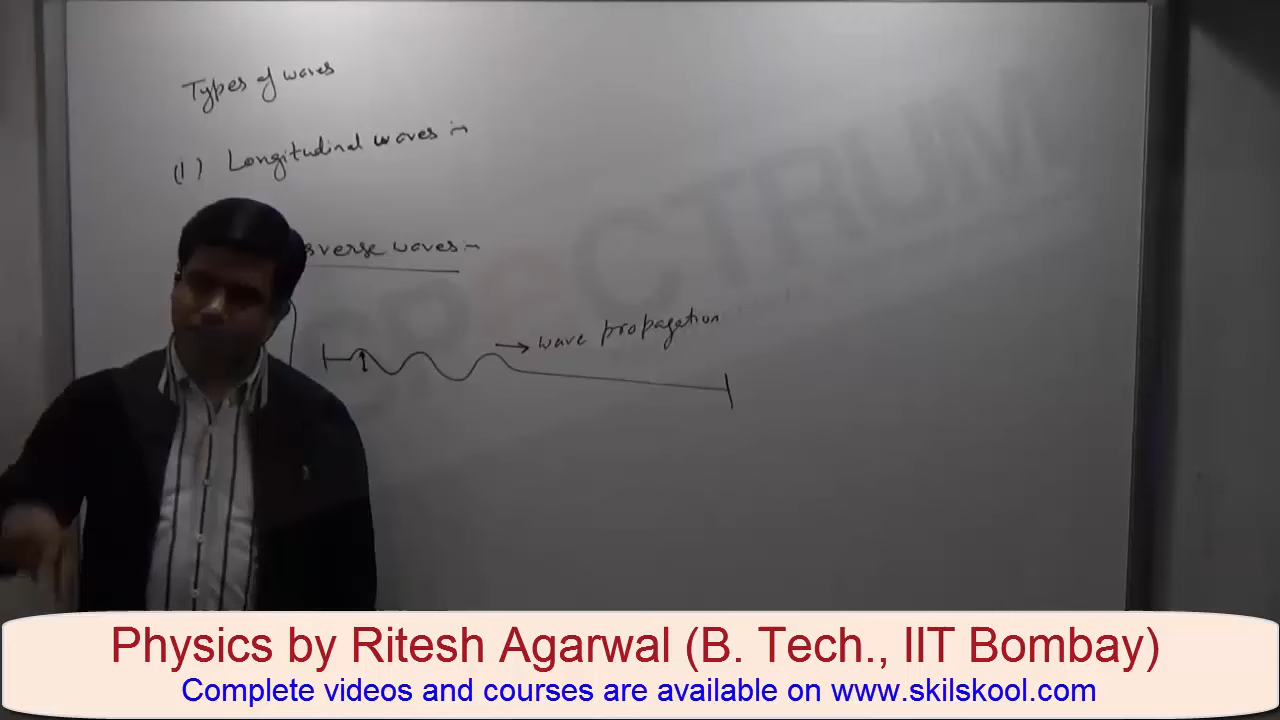 Types of waves
(1) Longitudinal waves :-
sverse waves :-
→ wave propagation
SPECTRUM
Physics by Ritesh Agarwal (B. Tech., IIT Bombay)
Complete videos and courses are available on www.skilskool.com